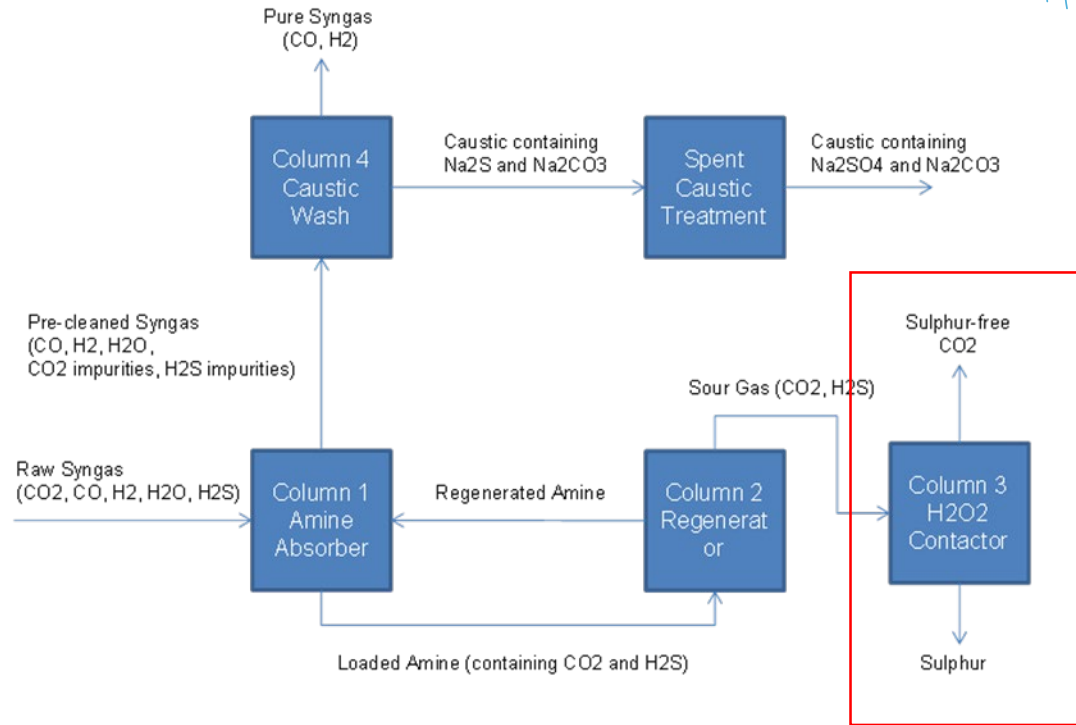 Pure Syngas
(CO, H2)
Column 4
Caustic
Wash
Caustic containing
Na2S and Na2CO3
Spent
Caustic
Treatment
Caustic containing
Na2SO4 and Na2CO3
Pre-cleaned Syngas
(CO, H2, H2O,
CO2 impurities, H2S impurities)
Sulphur-free
CO2
Sour Gas (CO2, H2S)
Raw Syngas
(CO2, CO, H2, H2O, H2S)
Column 1
Amine
Absorber
Regenerated Amine
Column 2
Regenerat
or
Column 3
H2O2
Contactor
Loaded Amine (containing CO2 and H2S)
Sulphur